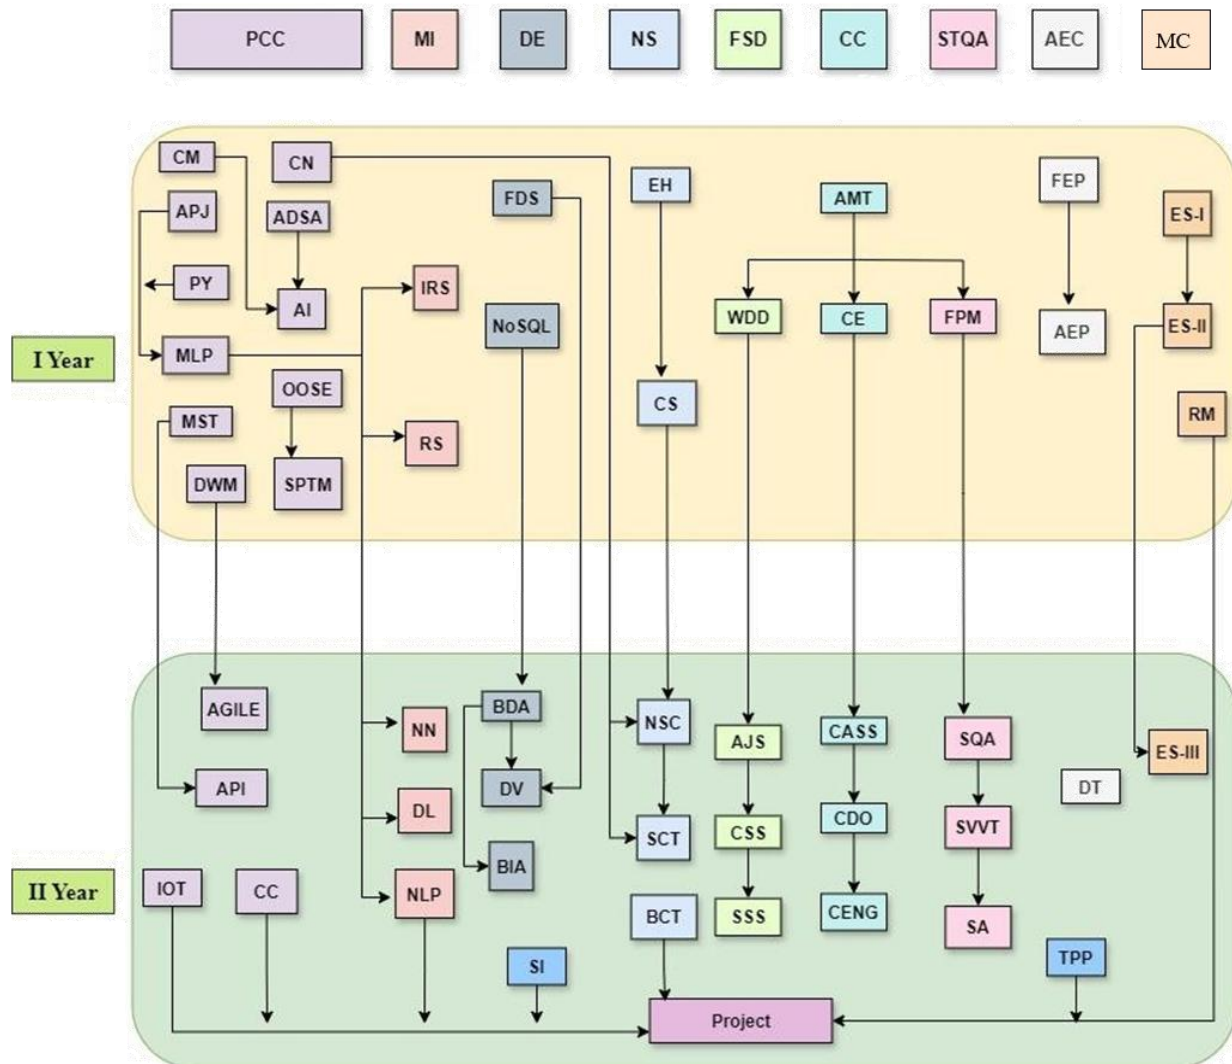 PCC
MI
DE
NS
FSD
CC
STQA
AEC
MC
I Year
CM
CN
APJ
ADSA
PY
AI
MLP
OOSE
MST
DWM
SPTM
IRS
RS
FDS
NoSQL
EH
CS
AMT
WDD
CE
FPM
FEP
AEP
ES-I
ES-II
RM
II Year
AGILE
API
IOT
CC
NN
DL
NLP
BDA
DV
BIA
SI
NSC
SCT
BCT
AJS
CSS
SSS
CASS
CDO
CENG
SQA
SVVT
SA
DT
ES-III
TPP
Project